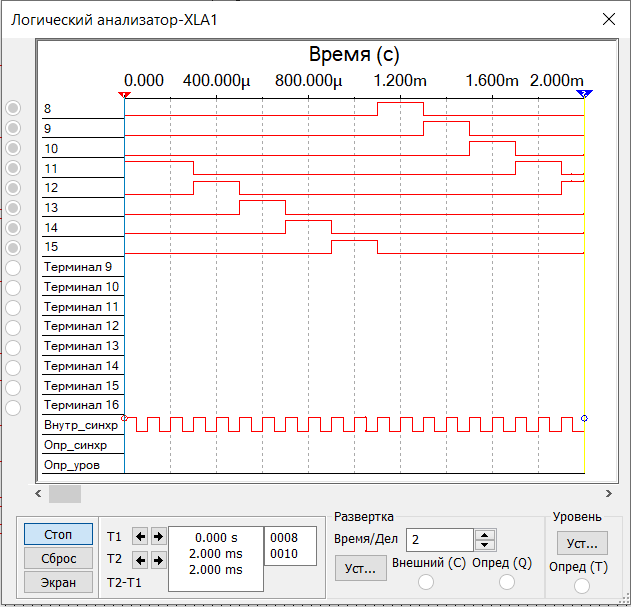 Логический анализатор-XLA1
Время (с)
0.000 400.000µ 800.000µ 1.200m 1.600m 2.000m
8
9
10
11
12
13
14
15
Терминал 9
Терминал 10
Терминал 11
Терминал 12
Терминал 13
Терминал 14
Терминал 15
Терминал 16
Внутр_синхр
Опр_синхр
Опр_уров
Стоп
Сброс
Экран
T1 0.000 s 0008
T2 2.000 ms 0010
T2-T1 2.000 ms
Развертка
Время/Дел 2
Уст... Внешний (C) Опред (Q)
Уровень
Уст...
Опред (T)